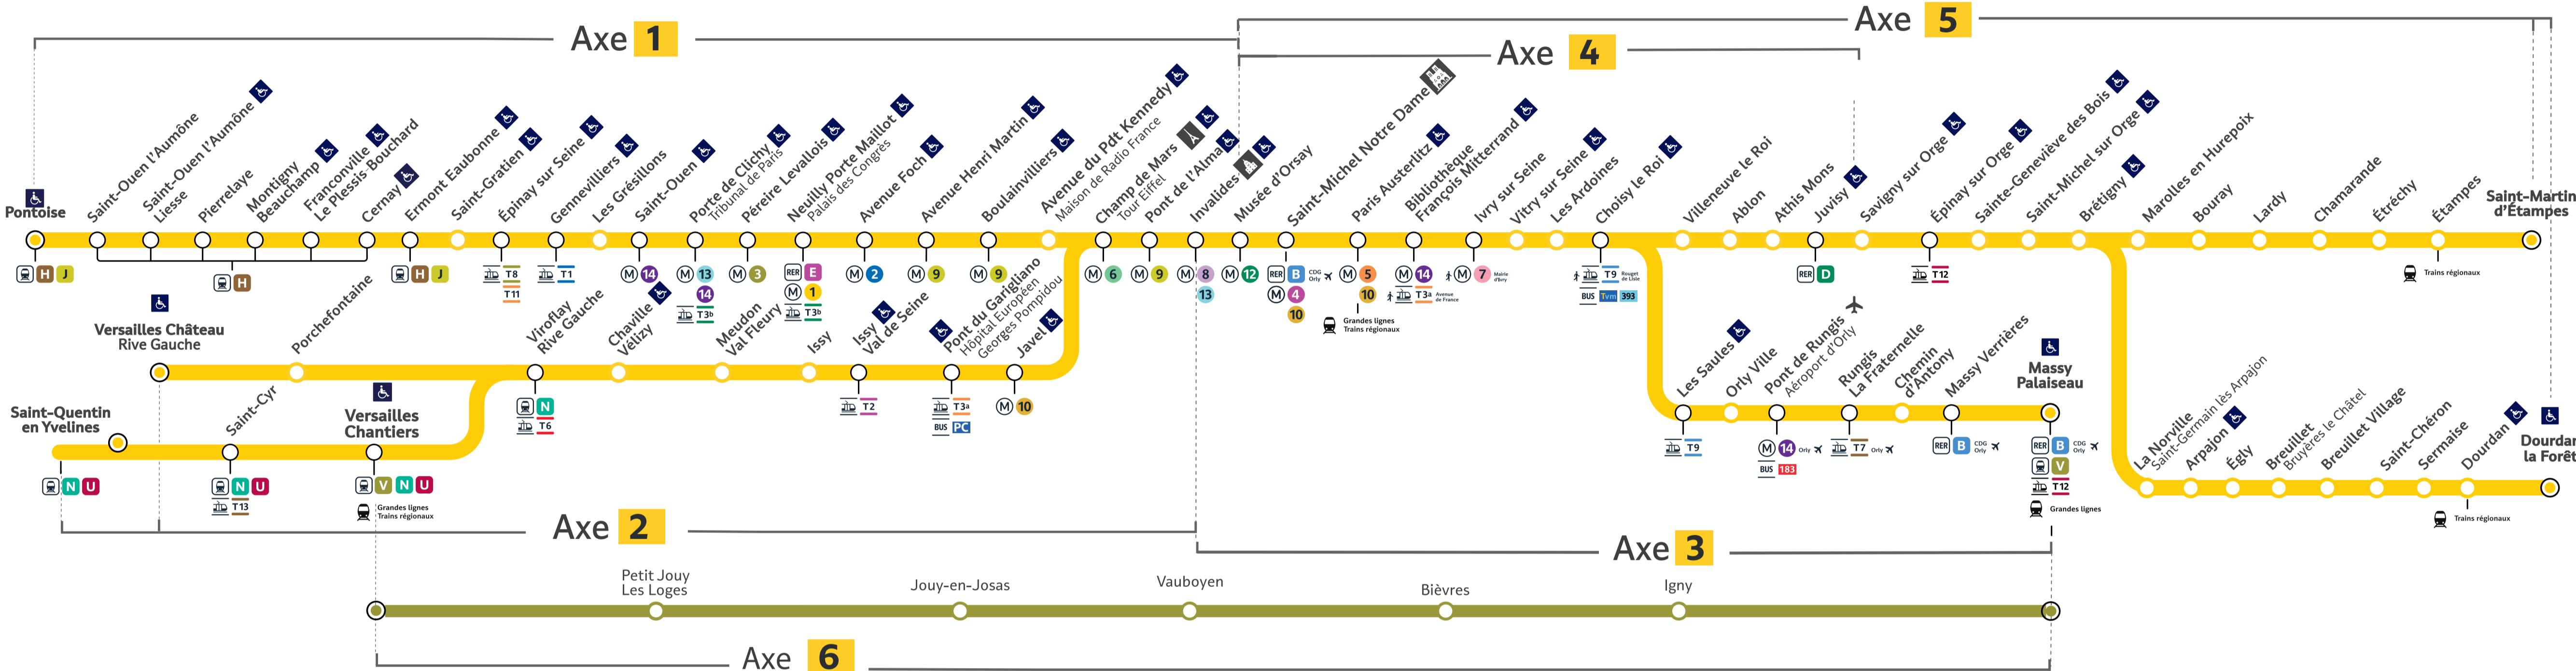 Axe 1
Axe 5
Axe 4
Pontoise
H J
Saint-Ouen l'Aumône
Saint-Ouen l'Aumône
Liesse
Pierrelaye
Montigny
Beauchamp
Franconville
Le Plessis-Bouchard
Cernay
H
Ermont Eaubonne
H J
Saint-Gratien
Épinay sur Seine
T8
T11
Gennevilliers
T1
Les Grésillons
Saint-Ouen
M 14
Porte de Clichy
Tribunal de Paris
M 13
14
T3b
Péreire Levallois
M 3
Neuilly Porte Maillot
Palais des Congrès
RER E
M 1
T3b
Avenue Foch
M 2
Avenue Henri Martin
M 9
Boulainvilliers
M 9
Avenue du Pdt Kennedy
Maison de Radio France
Champ de Mars
Tour Eiffel
M 6
Pont de l'Alma
M 9
Invalides
M 8
13
Musée d'Orsay
M 12
Saint-Michel Notre Dame
RER B CDG
Orly
M 4
10
Paris Austerlitz
M 5
10
Grandes lignes
Trains régionaux
Bibliothèque
François Mitterrand
M 14
T3a Avenue
de France
Ivry sur Seine
M 7 Mairie
d'Ivry
Vitry sur Seine
Les Ardoines
Choisy le Roi
T9 Rouget
de Lisle
BUS Tvm 393
Villeneuve le Roi
Ablon
Athis Mons
Juvisy
RER D
Savigny sur Orge
Épinay sur Orge
T12
Sainte-Geneviève des Bois
Saint-Michel sur Orge
Brétigny
Marolles en Hurepoix
Bouray
Lardy
Chamarande
Étréchy
Étampes
Trains régionaux
Saint-Martin
d'Étampes
Versailles Château
Rive Gauche
Porchefontaine
Viroflay
Rive Gauche
N
T6
Chaville
Vélizy
Meudon
Val Fleury
Issy
Issy
Val de Seine
T2
Pont du Garigliano
Hôpital Européen
Georges Pompidou
T3a
BUS PC
Javel
M 10
Saint-Quentin
en Yvelines
N U
Saint-Cyr
N U
T13
Versailles
Chantiers
V N U
Grandes lignes
Trains régionaux
Les Saules
T9
Orly Ville
Pont de Rungis
Aéroport d'Orly
M 14 Orly
BUS 183
Rungis
La Fraternelle
T7 Orly
Chemin
d'Antony
Massy Verrières
RER B CDG
Orly
Massy
Palaiseau
RER B CDG
Orly
V
T12
Grandes lignes
La Norville
Saint-Germain lès Arpajon
Arpajon
Égly
Breuillet
Bruyères le Châtel
Breuillet Village
Saint-Chéron
Sermaise
Dourdan
Trains régionaux
Dourdan
la Forêt
Axe 2
Axe 3
Petit Jouy
Les Loges
Jouy-en-Josas
Vauboyen
Bièvres
Igny
Axe 6